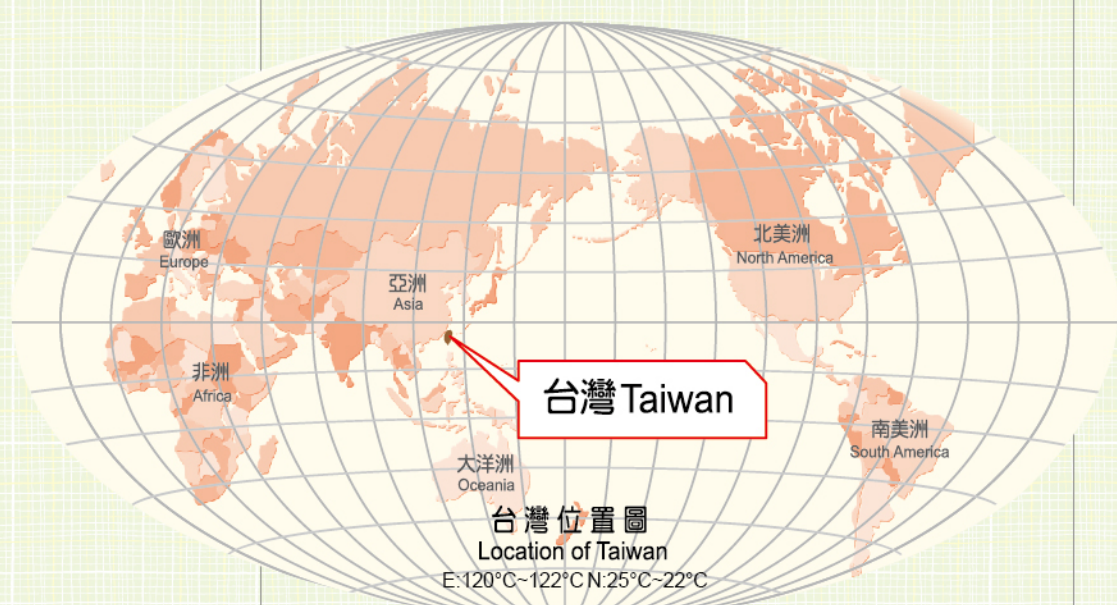 歐洲
Europe
亞洲
Asia
北美洲
North America
非洲
Africa
台灣 Taiwan
南美洲
South America
大洋洲
Oceania
台灣位置圖
Location of Taiwan
E:120°C~122°C N:25°C~22°C